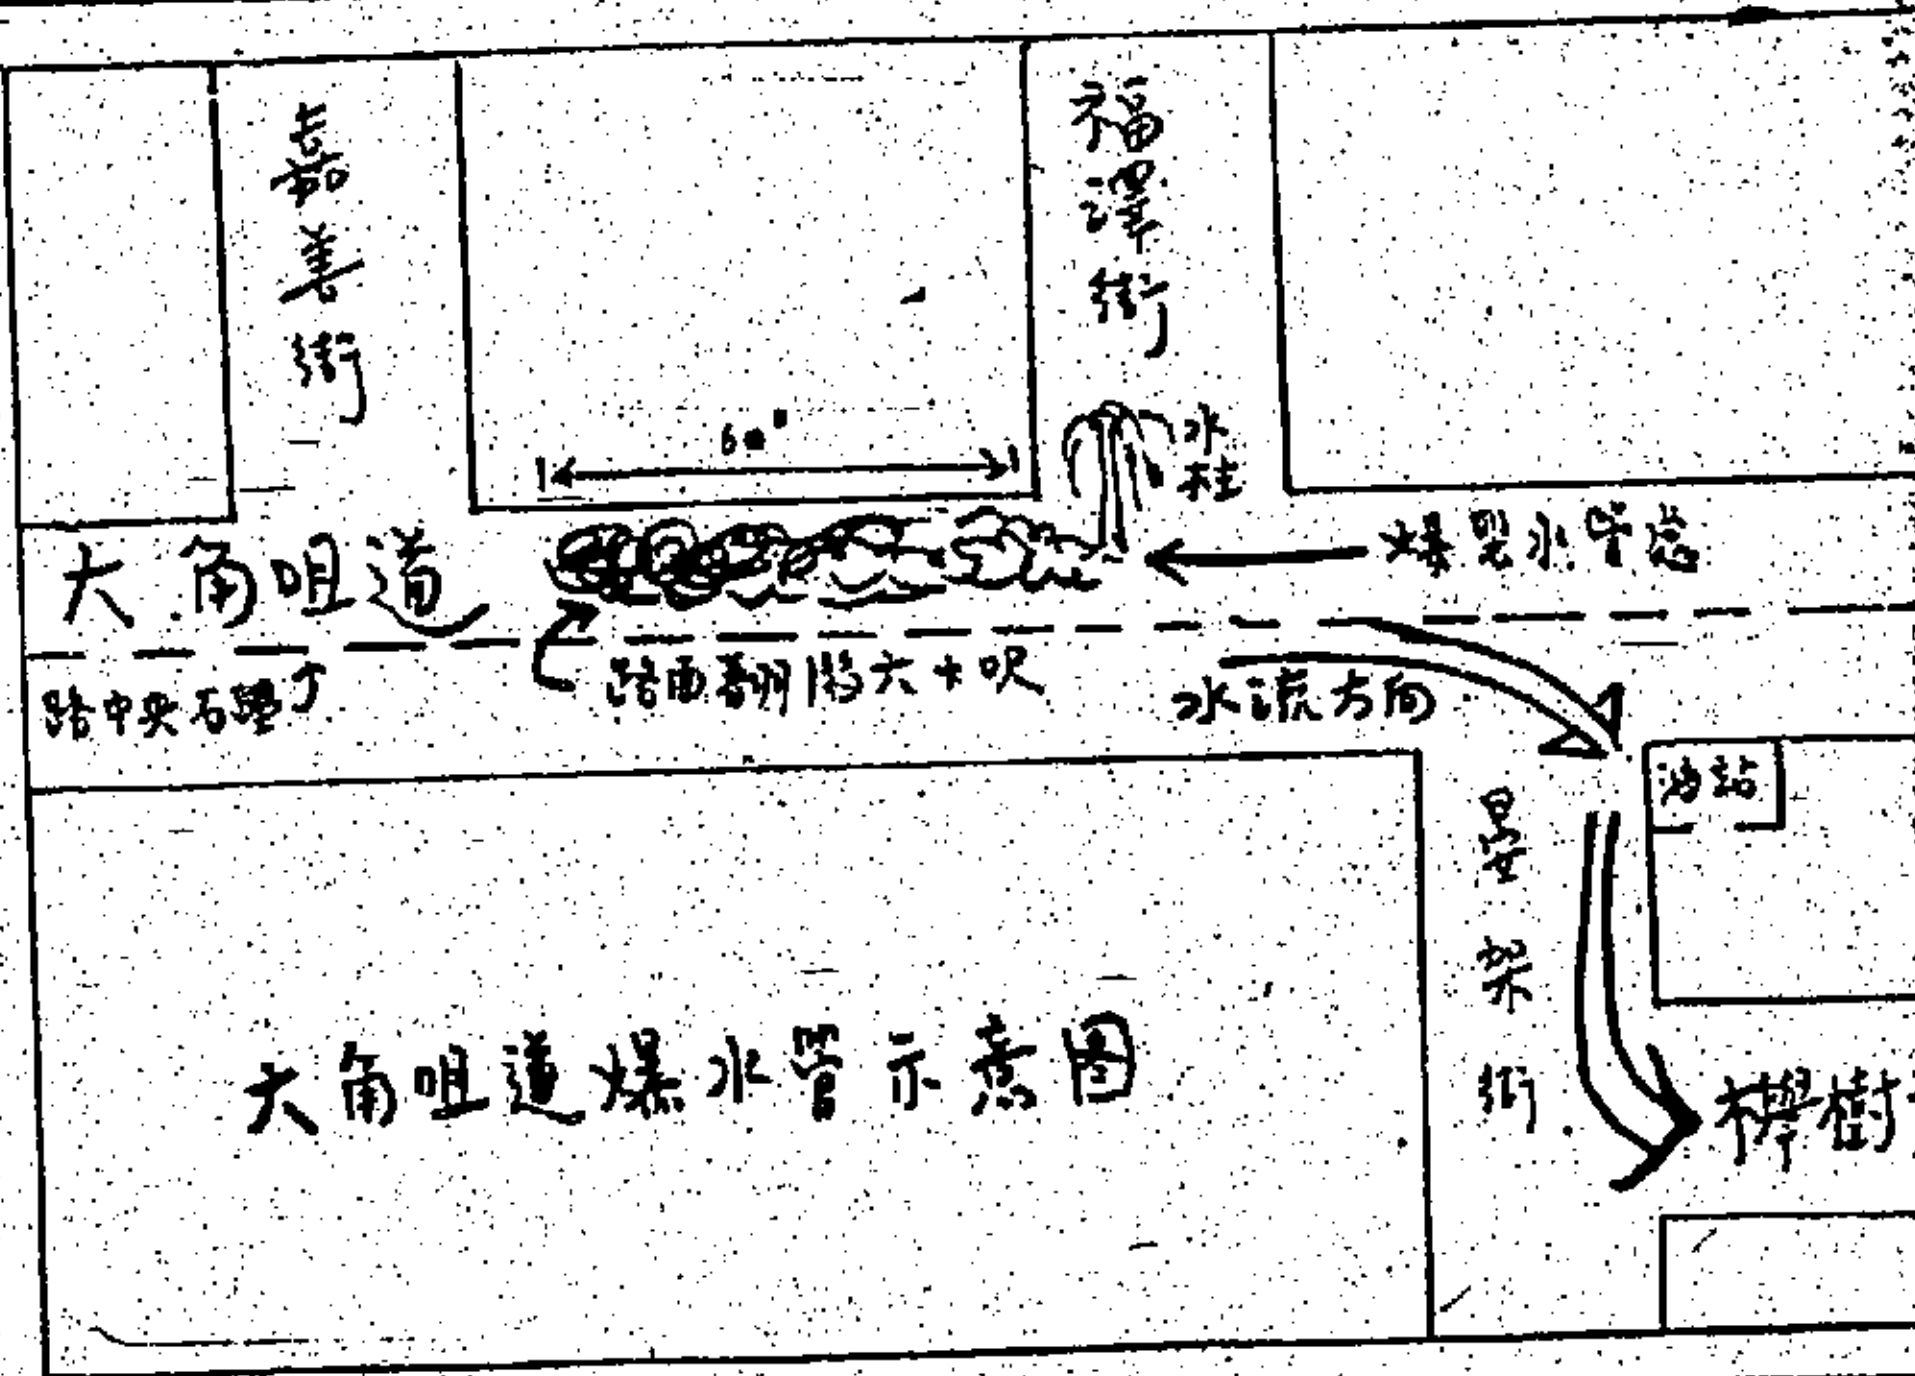 嘉善街
福澤街
60'
水
柱
大角咀道
爆裂水管處
路中央石壆
路面翻開六十呎
水流方向
油站
晏架街
大角咀道爆水管示意图
櫸樹